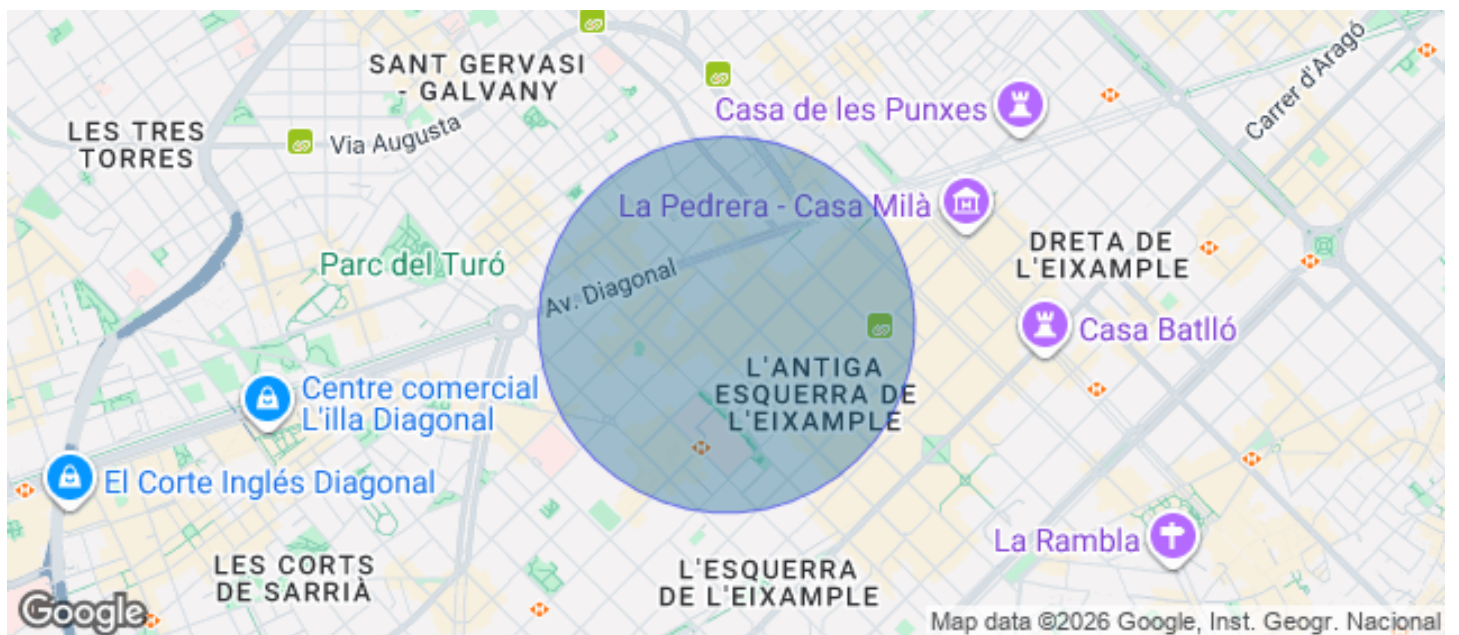 SANT GERVASI
- GALVANY
Carrer d'Aragó
Casa de les Punxes
LES TRES
TORRES
Via Augusta
La Pedrera - Casa Milà
DRETA DE
L'EIXAMPLE
Parc del Turó
Av. Diagonal
Casa Batlló
L'ANTIGA
ESQUERRA DE
L'EIXAMPLE
Centre comercial
L'illa Diagonal
El Corte Inglés Diagonal
La Rambla
LES CORTS
DE SARRIÀ
L'ESQUERRA
DE L'EIXAMPLE
Google
Map data ©2026 Google, Inst. Geogr. Nacional